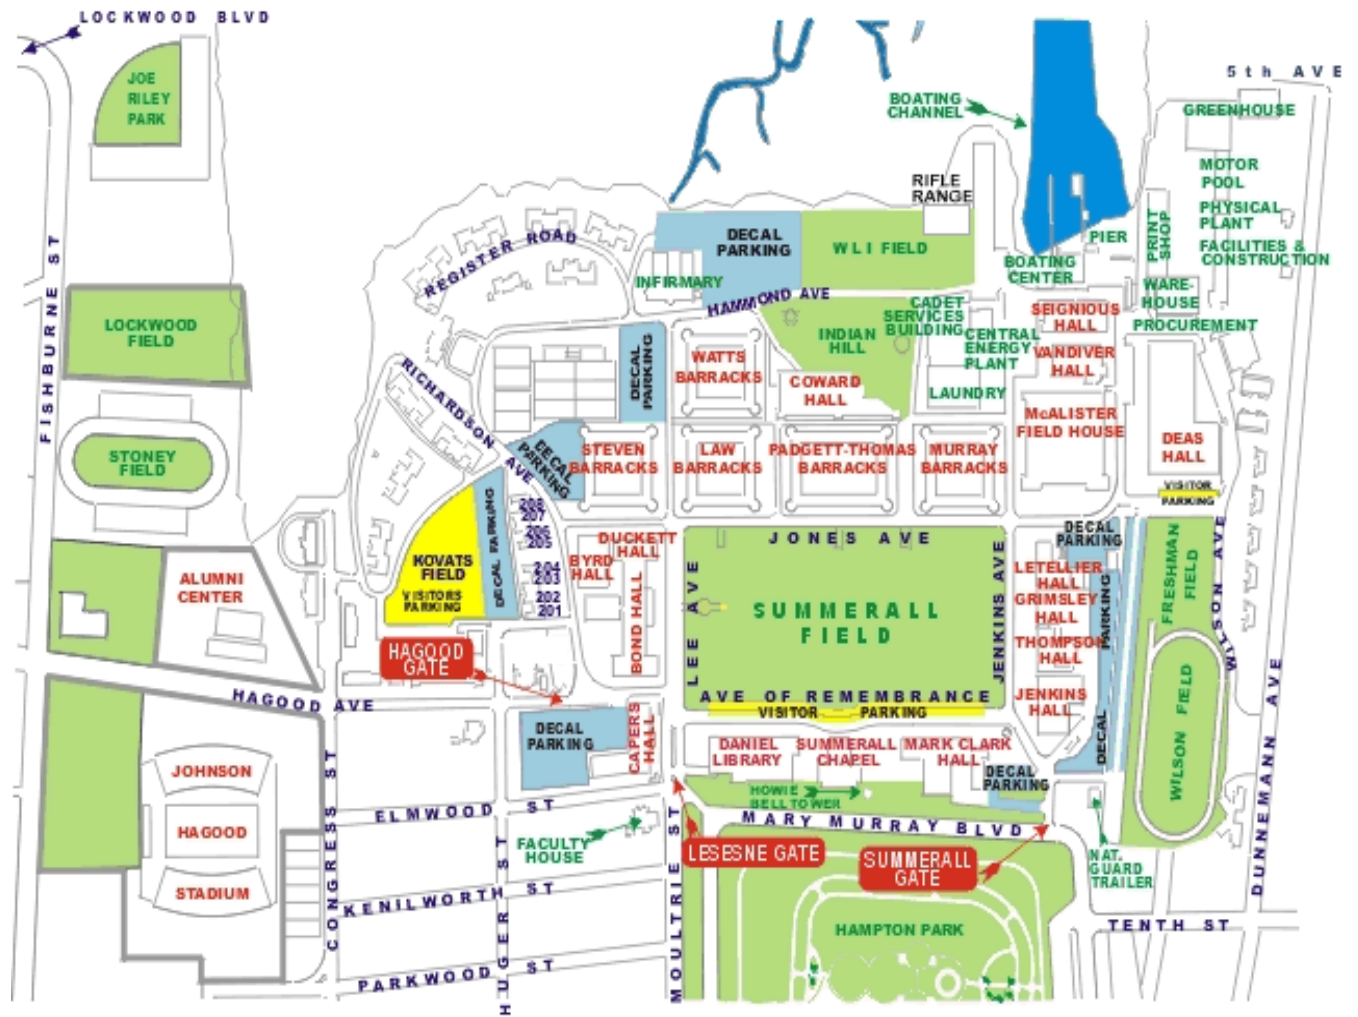 LOCKWOOD BLVD
JOE
RILEY
PARK
5th AVE
GREENHOUSE
BOATING
CHANNEL
MOTOR
POOL
RIFLE
RANGE
PHYSICAL
PLANT
PRINT
SHOP
FACILITIES &
CONSTRUCTION
PIER
BOATING
CENTER
WARE-
HOUSE
PROCUREMENT
REGISTER ROAD
DECAL
PARKING
WLI FIELD
INFIRMARY
HAMMOND AVE
FISHBURNE ST
LOCKWOOD
FIELD
CADET
SERVICES
BUILDING
INDIAN
HILL
CENTRAL
ENERGY
PLANT
LAUNDRY
SEIGNIOUS
HALL
VANDIVER
HALL
McALISTER
FIELD HOUSE
DEAS
HALL
VISITOR
PARKING
DECAL
PARKING
WATTS
BARRACKS
COWARD
HALL
RICHARDSON AVE
DECAL
PARKING
STEVEN
BARRACKS
LAW
BARRACKS
PADGETT-THOMAS
BARRACKS
MURRAY
BARRACKS
STONEY
FIELD
ALUMNI
CENTER
KOVATS
FIELD
VISITORS
PARKING
DECAL PARKING
208
207
206
205
204
203
202
201
DUCKETT
HALL
BYRD
HALL
BOND HALL
LEE AVE
JONES AVE
SUMMERALL
FIELD
JENKINS AVE
AVE OF REMEMBRANCE
VISITOR PARKING
DECAL
PARKING
LETELLIER
HALL
GRIMSLEY
HALL
THOMPSON
HALL
JENKINS
HALL
DECAL PARKING
FRESHMAN
FIELD
WILSON AVE
WILSON FIELD
DUNNEMANN AVE
HAGOOD
GATE
HAGOOD AVE
DECAL
PARKING
CAPERS
HALL
DANIEL
LIBRARY
SUMMERALL
CHAPEL
MARK CLARK
HALL
DECAL
PARKING
HOWIE
BELL TOWER
MARY MURRAY BLVD
JOHNSON
HAGOOD
STADIUM
CONGRESS ST
ELMWOOD ST
FACULTY
HOUSE
LESESNE GATE
SUMMERALL
GATE
NAT.
GUARD
TRAILER
KENILWORTH ST
HUGER ST
MOULTRIE ST
HAMPTON PARK
TENTH ST
PARKWOOD ST